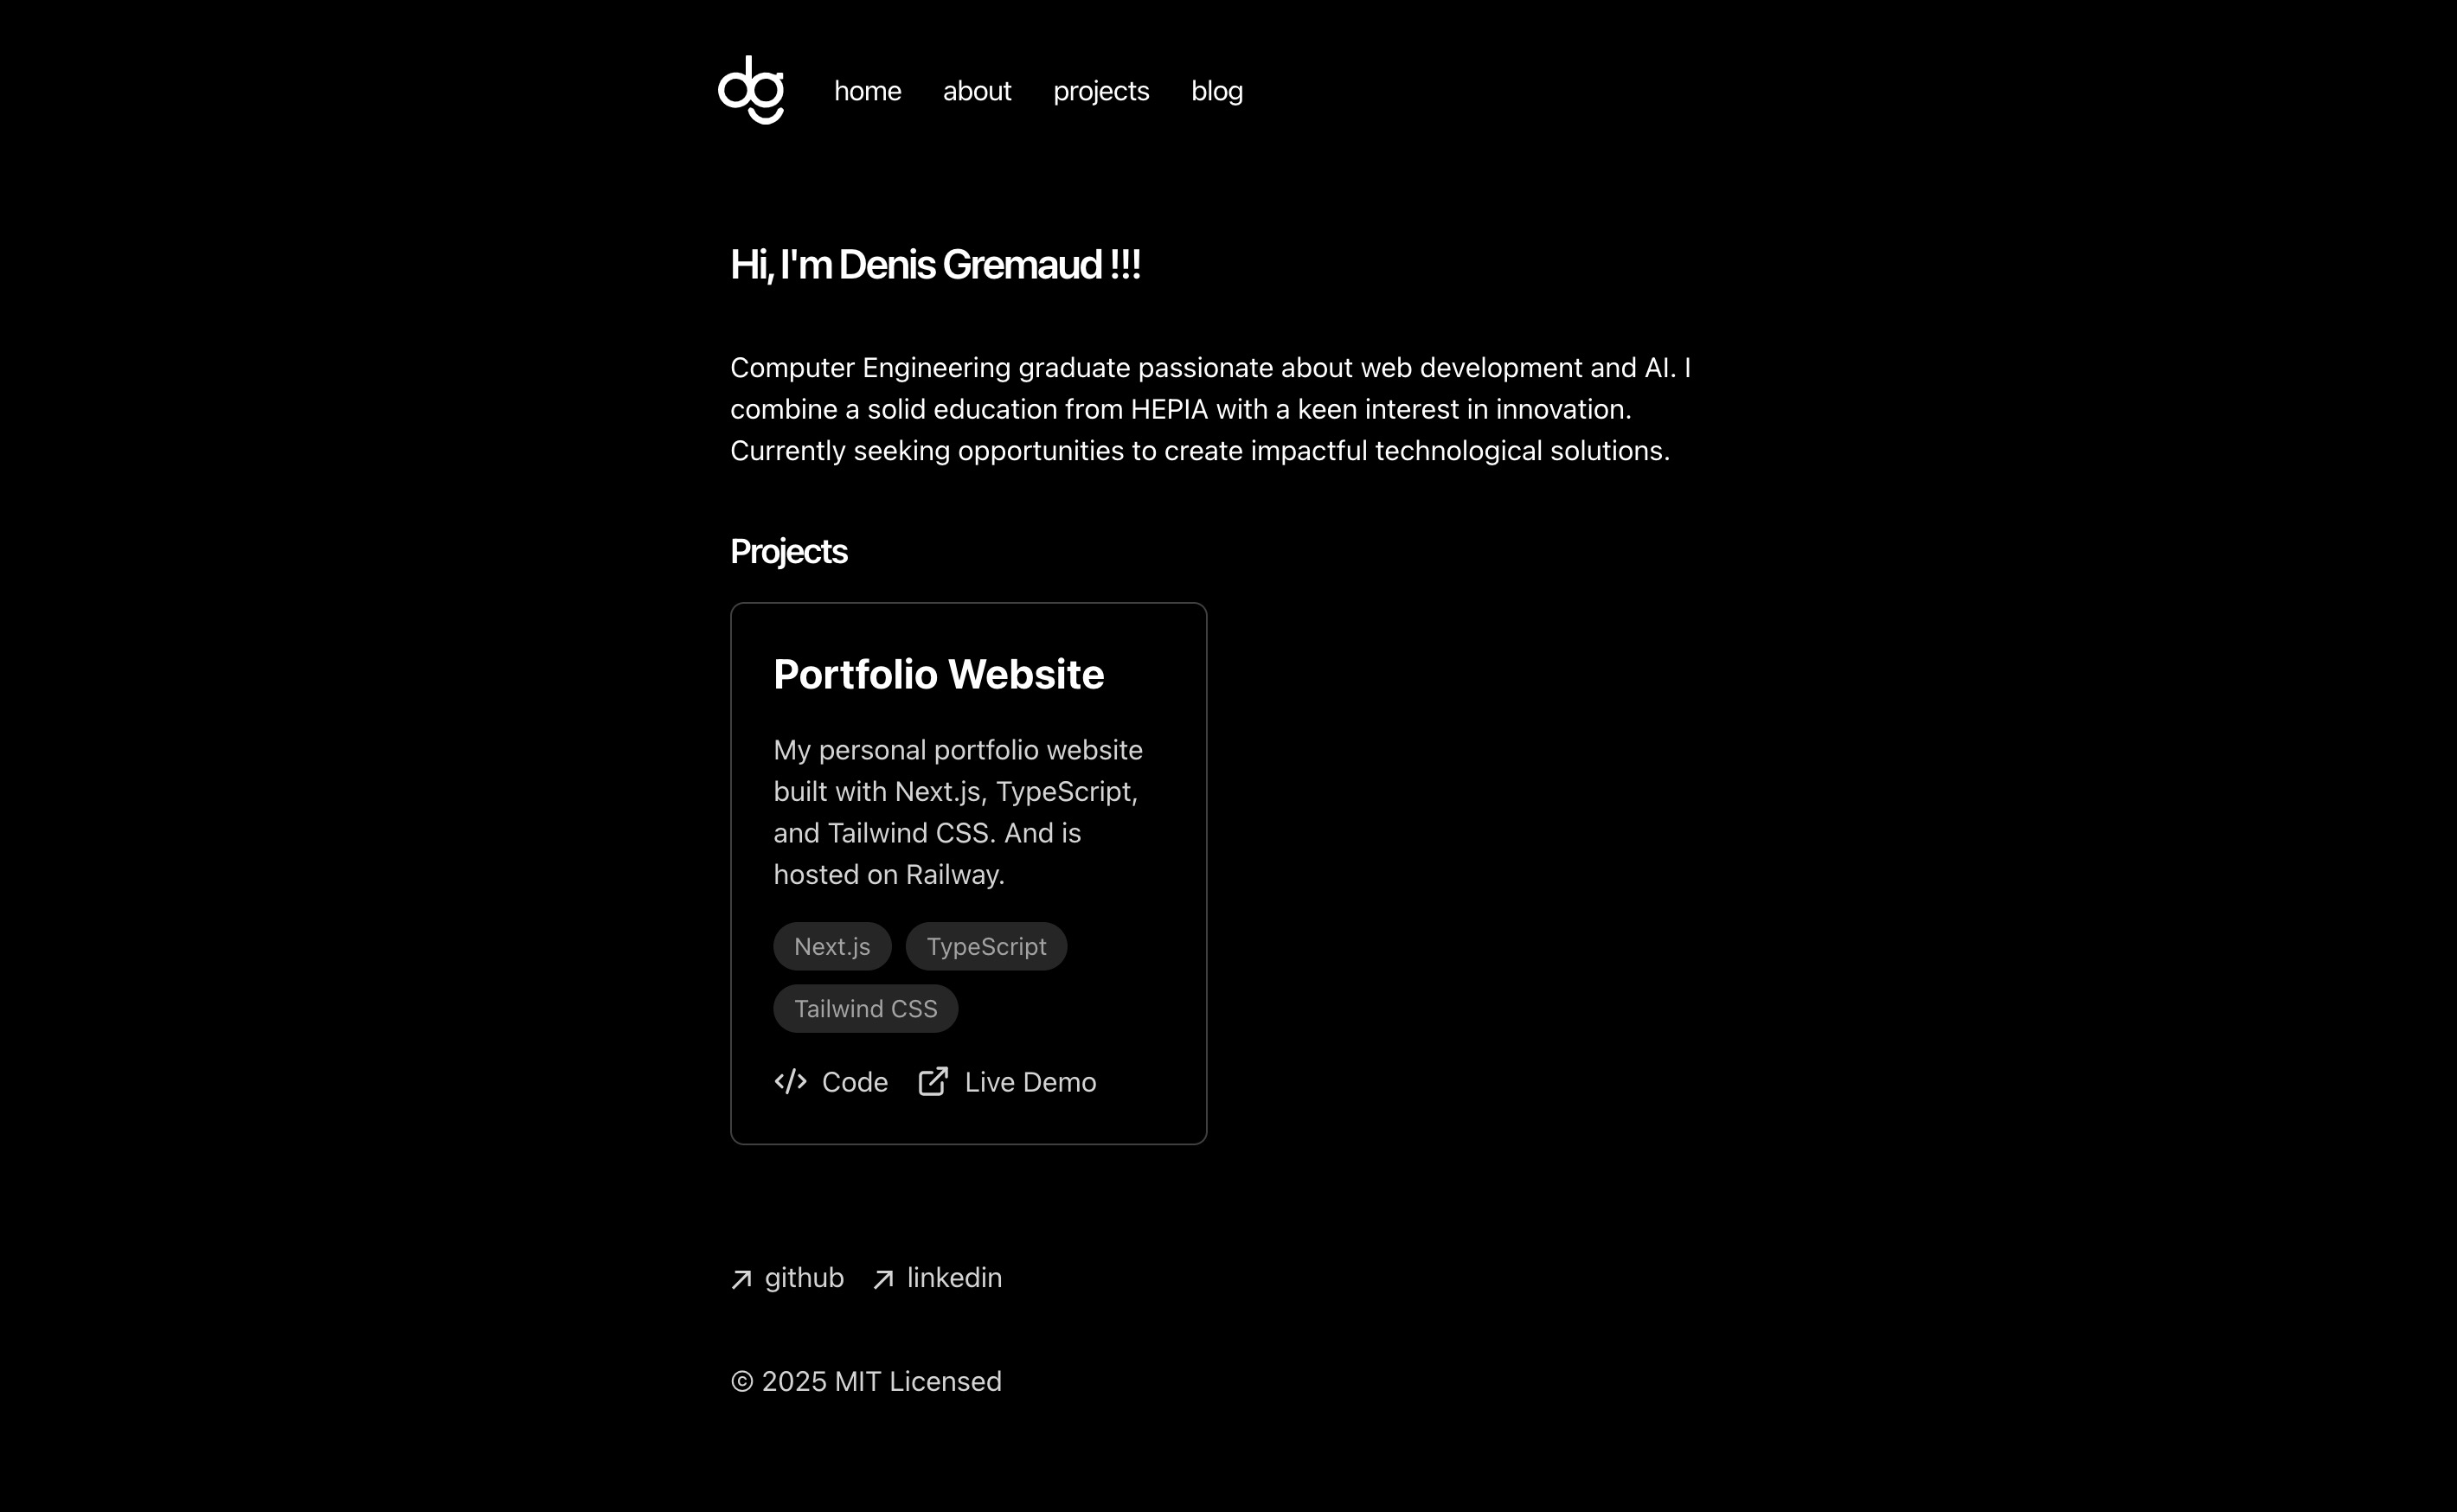 dg
home about projects blog
Hi, I'm Denis Gremaud !!!
Computer Engineering graduate passionate about web development and AI. I
combine a solid education from HEPIA with a keen interest in innovation.
Currently seeking opportunities to create impactful technological solutions.
Projects
Portfolio Website
My personal portfolio website
built with Next.js, TypeScript,
and Tailwind CSS. And is
hosted on Railway.
Next.js TypeScript
Tailwind CSS
</> Code Live Demo
github linkedin
© 2025 MIT Licensed